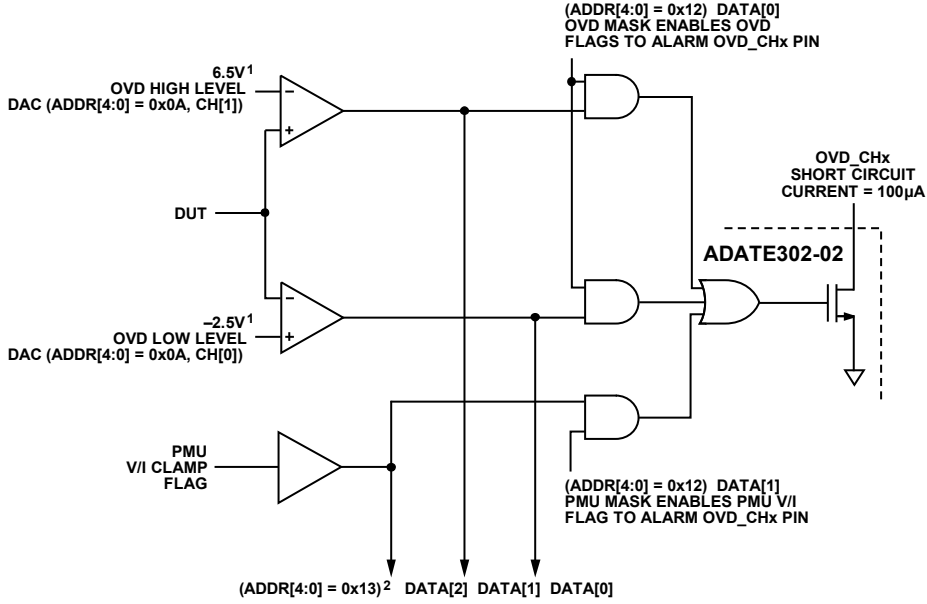 (ADDR[4:0] = 0x12) DATA[0]
OVD MASK ENABLES OVD
FLAGS TO ALARM OVD_CHx PIN
6.5V¹
OVD HIGH LEVEL
DAC (ADDR[4:0] = 0x0A, CH[1])
−
+
OVD_CHx
SHORT CIRCUIT
CURRENT = 100µA
DUT
ADATE302-02
−
+
–2.5V¹
OVD LOW LEVEL
DAC (ADDR[4:0] = 0x0A, CH[0])
PMU
V/I CLAMP
FLAG
(ADDR[4:0] = 0x12) DATA[1]
PMU MASK ENABLES PMU V/I
FLAG TO ALARM OVD_CHx PIN
(ADDR[4:0] = 0x13)² DATA[2] DATA[1] DATA[0]